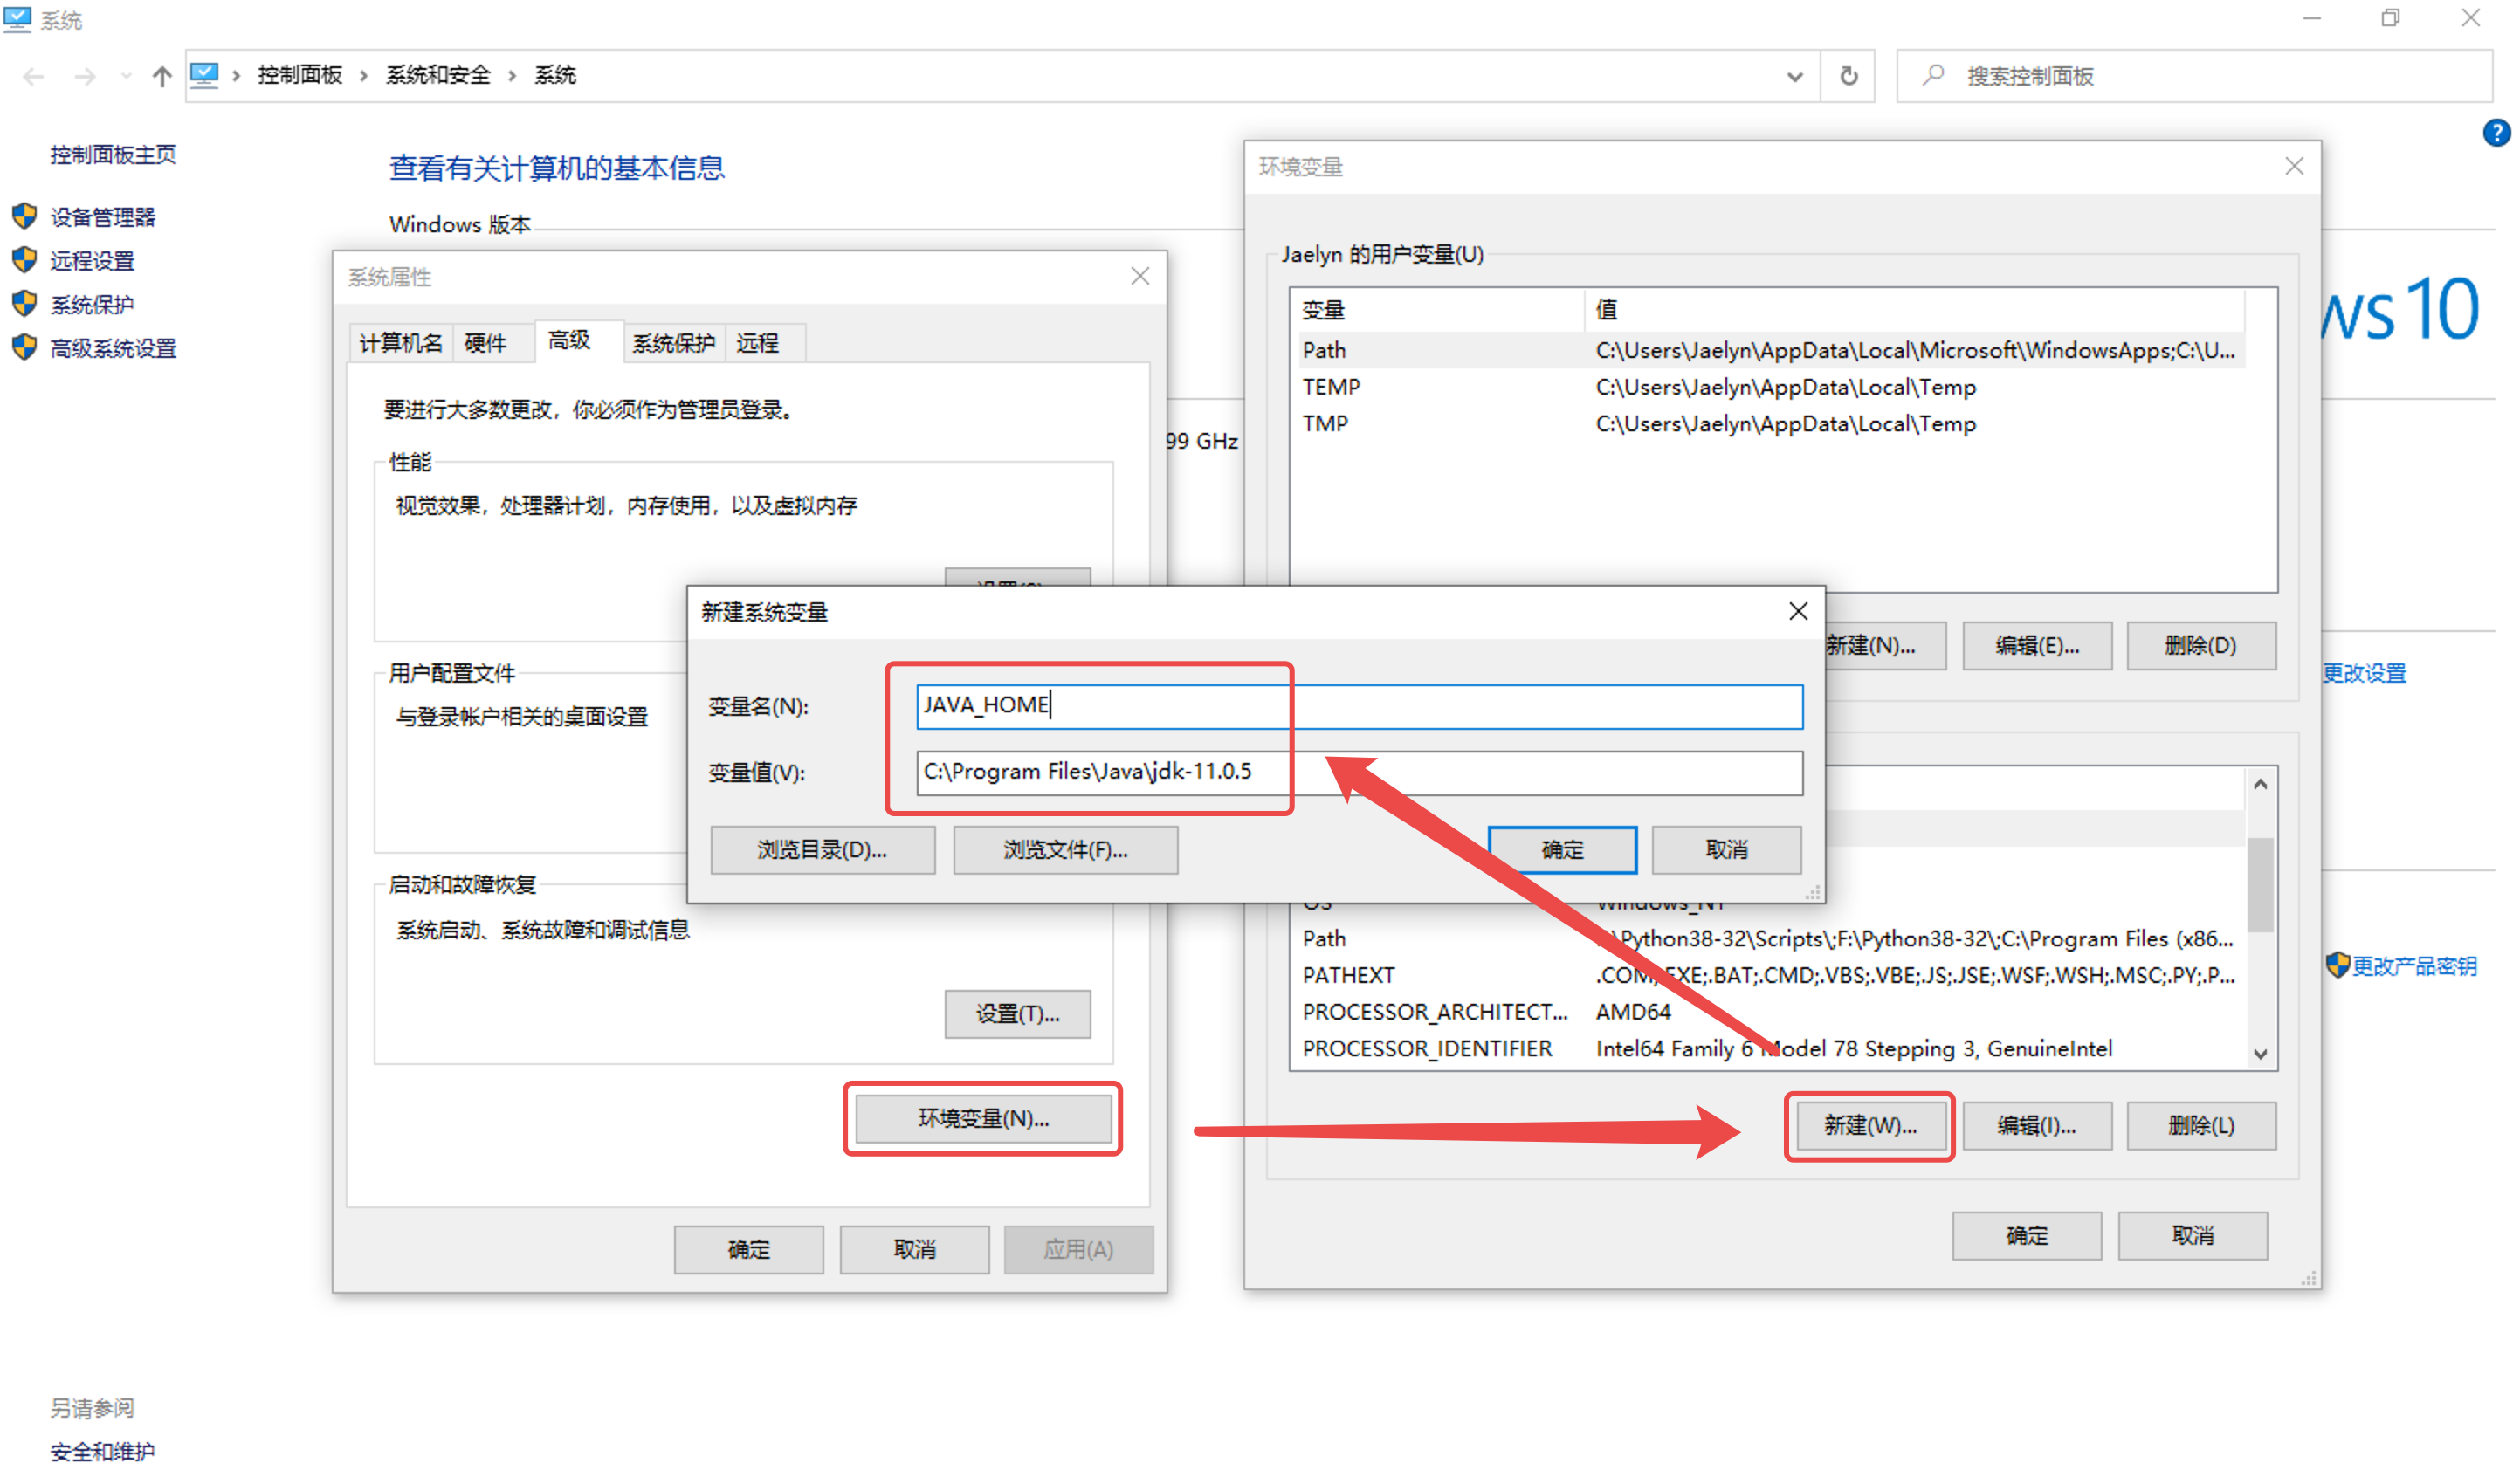 系统
控制面板 系统和安全 系统
搜索控制面板
控制面板主页
设备管理器
远程设置
系统保护
高级系统设置
查看有关计算机的基本信息
Windows 版本
系统属性
计算机名 硬件 高级 系统保护 远程
要进行大多数更改，你必须作为管理员登录。
性能
视觉效果，处理器计划，内存使用，以及虚拟内存
用户配置文件
与登录帐户相关的桌面设置
启动和故障恢复
系统启动、系统故障和调试信息
设置(T)...
环境变量(N)...
确定 取消 应用(A)
99 GHz
环境变量
Jaelyn 的用户变量(U)
变量 值
Path C:\Users\Jaelyn\AppData\Local\Microsoft\WindowsApps;C:\U...
TEMP C:\Users\Jaelyn\AppData\Local\Temp
TMP C:\Users\Jaelyn\AppData\Local\Temp
新建(N)... 编辑(E)... 删除(D)
新建系统变量
变量名(N): JAVA_HOME
变量值(V): C:\Program Files\Java\jdk-11.0.5
浏览目录(D)... 浏览文件(F)... 确定 取消
OS Windows_NT
Path \Python38-32\Scripts\;F:\Python38-32\;C:\Program Files (x86...
PATHEXT .COM;.EXE;.BAT;.CMD;.VBS;.VBE;.JS;.JSE;.WSF;.WSH;.MSC;.PY;.P...
PROCESSOR_ARCHITECT... AMD64
PROCESSOR_IDENTIFIER Intel64 Family 6 Model 78 Stepping 3, GenuineIntel
新建(W)... 编辑(I)... 删除(L)
确定 取消
ws 10
更改设置
更改产品密钥
另请参阅
安全和维护